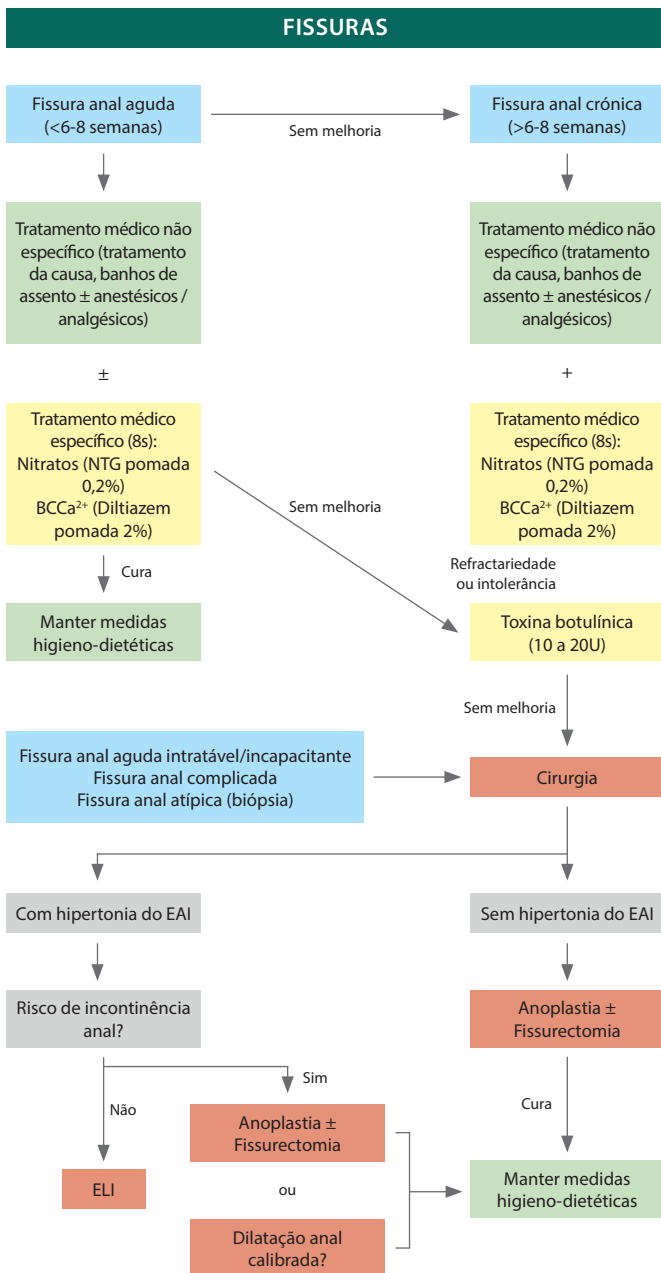 FISSURAS
Fissura anal aguda
(<6-8 semanas)
Sem melhoria
Fissura anal crónica
(>6-8 semanas)
Tratamento médico não
específico (tratamento
da causa, banhos de
assento ± anestésicos /
analgésicos)
Tratamento médico não
específico (tratamento
da causa, banhos de
assento ± anestésicos /
analgésicos)
±
+
Tratamento médico
específico (8s):
Nitratos (NTG pomada
0,2%)
BCCa²⁺ (Diltiazem
pomada 2%)
Sem melhoria
Tratamento médico
específico (8s):
Nitratos (NTG pomada
0,2%)
BCCa²⁺ (Diltiazem
pomada 2%)
Cura
Refractariedade
ou intolerância
Manter medidas
higieno-dietéticas
Toxina botulínica
(10 a 20U)
Sem melhoria
Fissura anal aguda intratável/incapacitante
Fissura anal complicada
Fissura anal atípica (biópsia)
Cirurgia
Com hipertonia do EAI
Sem hipertonia do EAI
Risco de incontinência
anal?
Anoplastia ±
Fissurectomia
Sim
Não
Cura
Anoplastia ±
Fissurectomia
ELI
ou
Manter medidas
higieno-dietéticas
Dilatação anal
calibrada?